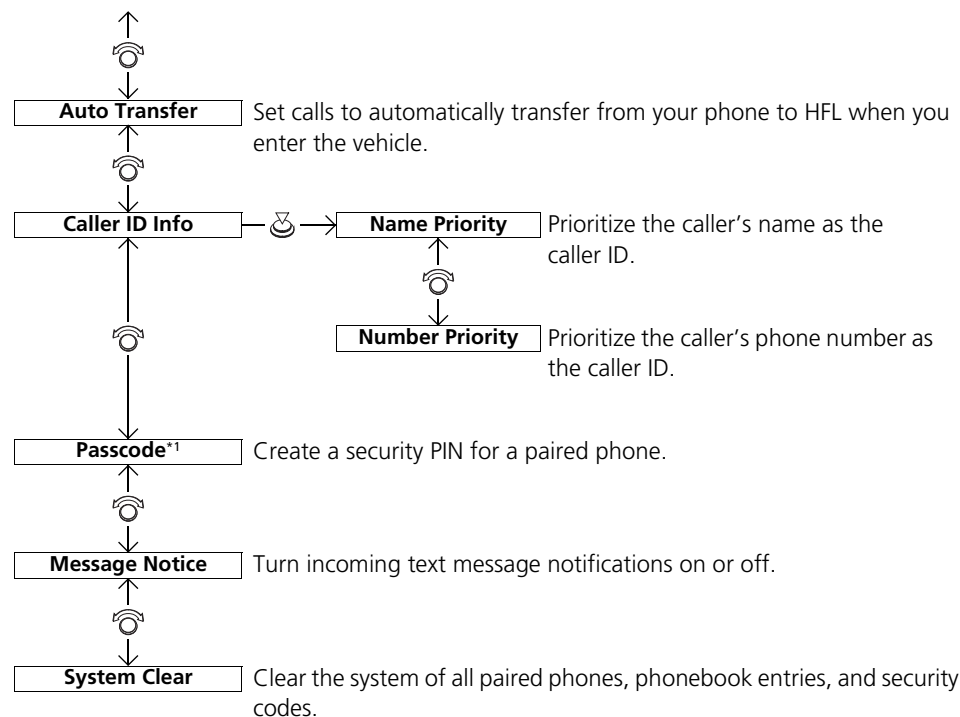 Auto Transfer
Set calls to automatically transfer from your phone to HFL when you
enter the vehicle.
Caller ID Info
Name Priority
Prioritize the caller's name as the
caller ID.
Number Priority
Prioritize the caller's phone number as
the caller ID.
Passcode*1
Create a security PIN for a paired phone.
Message Notice
Turn incoming text message notifications on or off.
System Clear
Clear the system of all paired phones, phonebook entries, and security
codes.